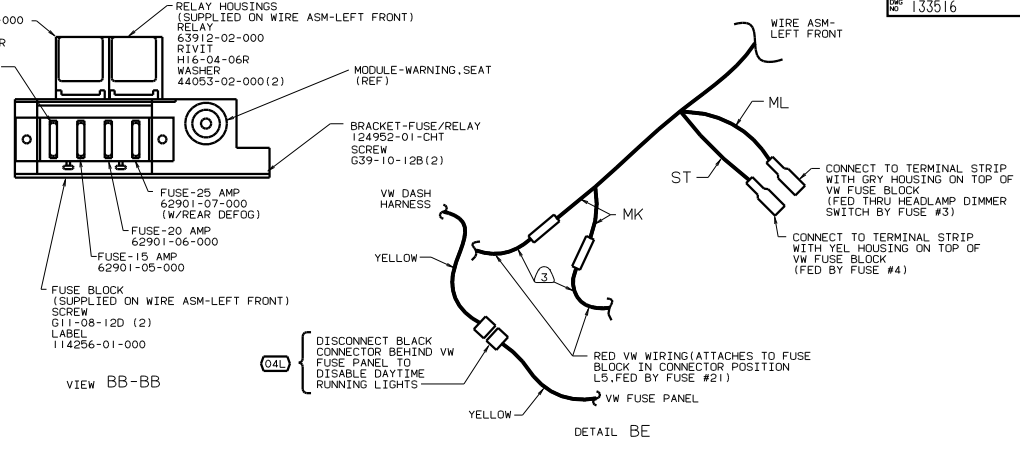 DWG NO 133516
-000
R
RELAY HOUSINGS
(SUPPLIED ON WIRE ASM-LEFT FRONT)
RELAY
63912-02-000
RIVIT
H16-04-06R
WASHER
44053-02-000(2)
MODULE-WARNING,SEAT
(REF)
BRACKET-FUSE/RELAY
124952-01-CHT
SCREW
G39-10-12B(2)
FUSE-25 AMP
62901-07-000
(W/REAR DEFOG)
FUSE-20 AMP
62901-06-000
FUSE-15 AMP
62901-05-000
FUSE BLOCK
(SUPPLIED ON WIRE ASM-LEFT FRONT)
SCREW
G11-08-12D (2)
LABEL
114256-01-000
VIEW BB-BB
WIRE ASM-
LEFT FRONT
ML
ST
MK
CONNECT TO TERMINAL STRIP
WITH GRY HOUSING ON TOP OF
VW FUSE BLOCK
(FED THRU HEADLAMP DIMMER
SWITCH BY FUSE #3)
CONNECT TO TERMINAL STRIP
WITH YEL HOUSING ON TOP OF
VW FUSE BLOCK
(FED BY FUSE #4)
VW DASH
HARNESS
YELLOW
3
04L
DISCONNECT BLACK
CONNECTOR BEHIND VW
FUSE PANEL TO
DISABLE DAYTIME
RUNNING LIGHTS
RED VW WIRING(ATTACHES TO FUSE
BLOCK IN CONNECTOR POSITION
L5,FED BY FUSE #21)
VW FUSE PANEL
YELLOW
DETAIL BE